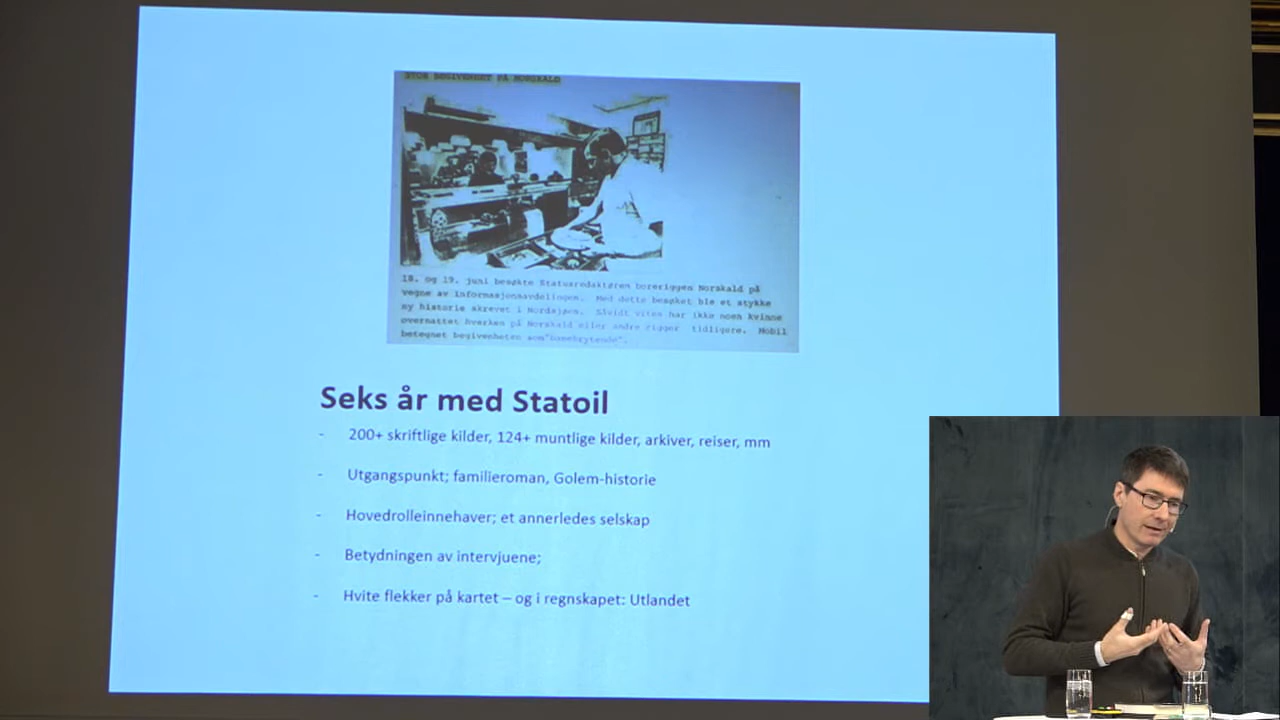 STOR BEGIVENHET PÅ NORSKALD
18. og 19. juni besøkte Statusredaktøren boreriggen Norskald på
vegne av informasjonsavdelingen. Med dette besøket ble et stykke
ny historie skrevet i Nordsjøen. Såvidt vites har ikke noen kvinne
overnattet hverken på Norskald eller andre rigger tidligere. Mobil
betegnet begivenheten som
Seks år med Statoil
- 200+ skriftlige kilder, 124+ muntlige kilder, arkiver, reiser, mm
- Utgangspunkt; familieroman, Golem-historie
- Hovedrolleinnehaver; et annerledes selskap
- Betydningen av intervjuene;
- Hvite flekker på kartet – og i regnskapet: Utlandet